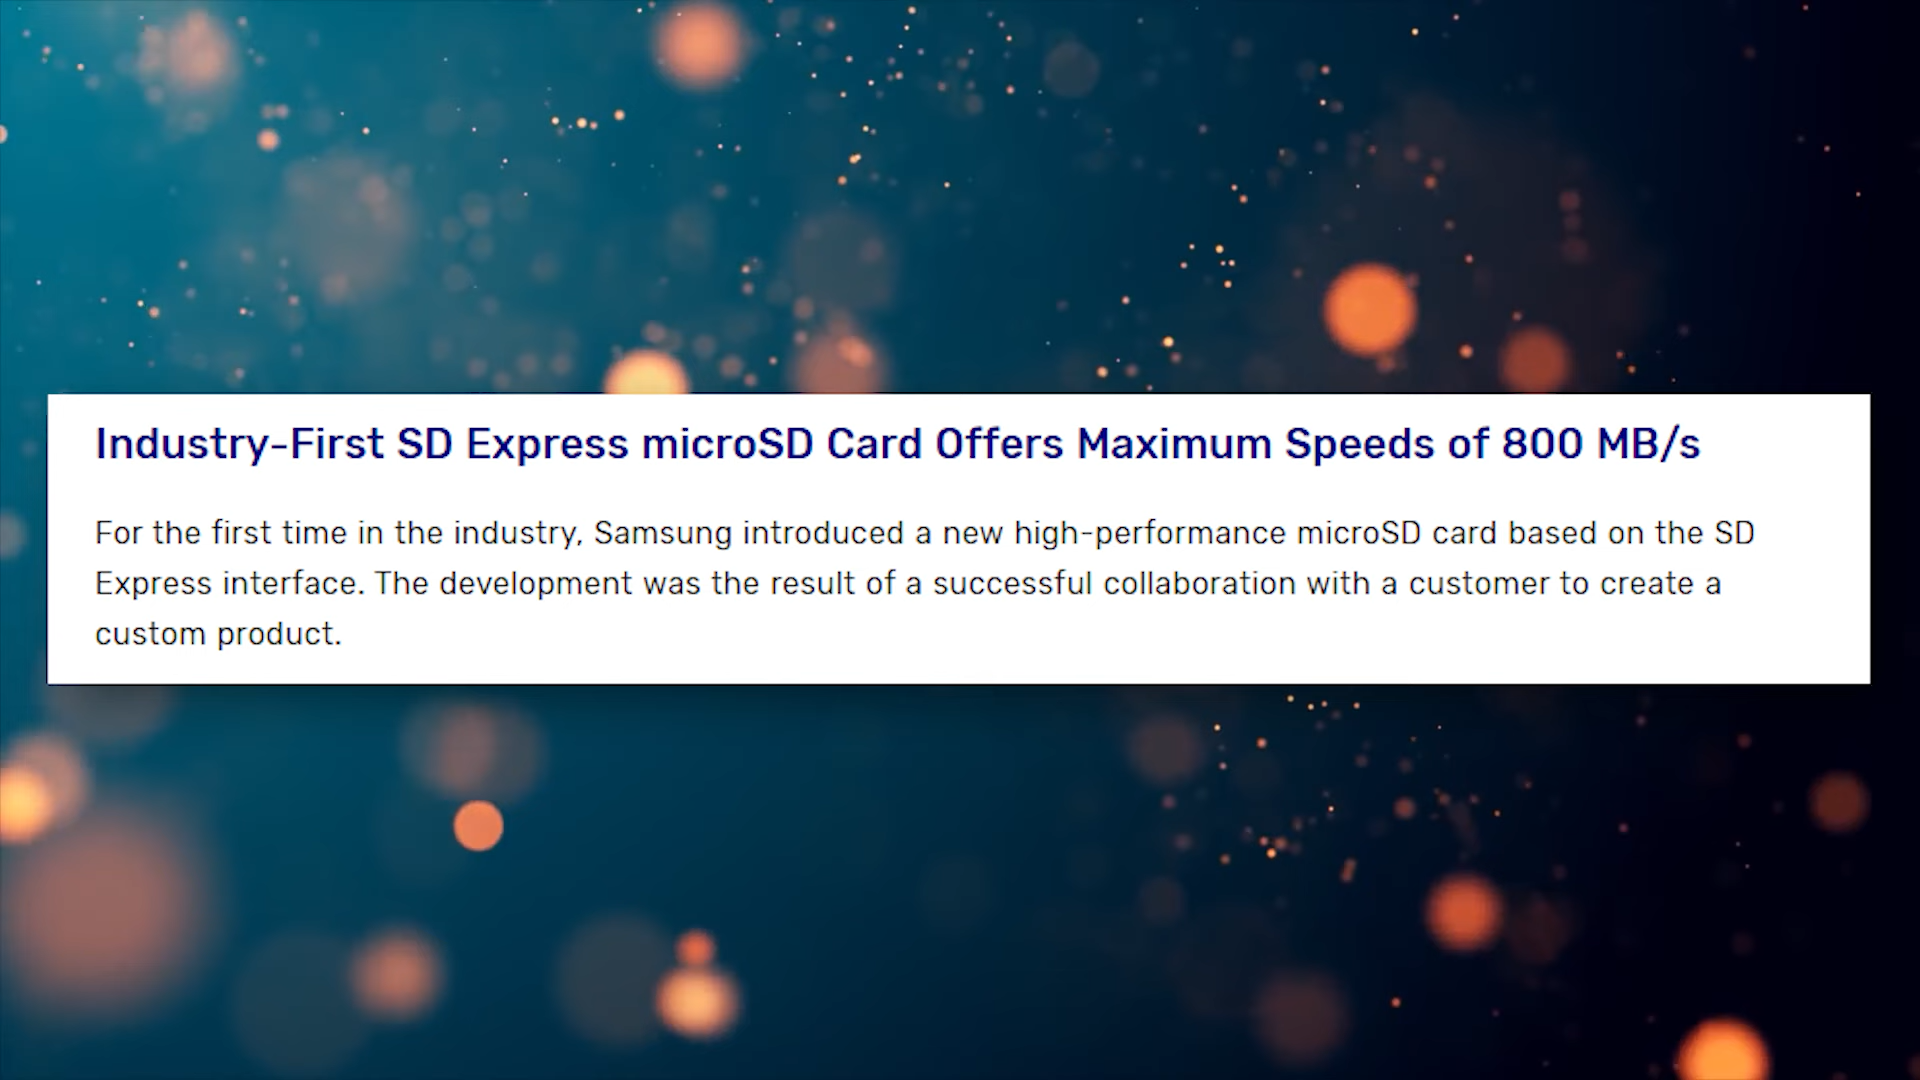 Industry-First SD Express microSD Card Offers Maximum Speeds of 800 MB/s
For the first time in the industry, Samsung introduced a new high-performance microSD card based on the SD
Express interface. The development was the result of a successful collaboration with a customer to create a
custom product.